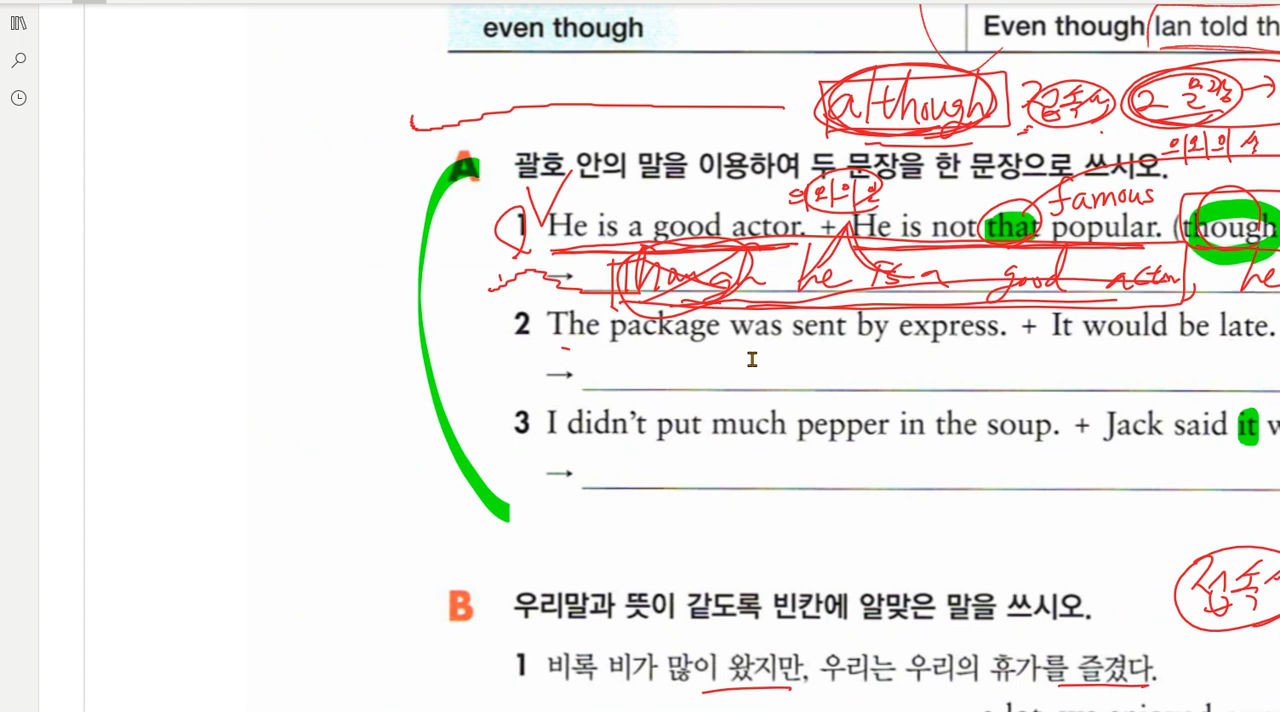 even though
Even though Ian told th
although 접속사 2 문장 →
의외의
A 괄호 안의 말을 이용하여 두 문장을 한 문장으로 쓰시오.
famous
1 He is a good actor. + He is not that popular. (though
→ Though he is a good actor, he
2 The package was sent by express. + It would be late.
→
3 I didn't put much pepper in the soup. + Jack said it w
→
접속
B 우리말과 뜻이 같도록 빈칸에 알맞은 말을 쓰시오.
1 비록 비가 많이 왔지만, 우리는 우리의 휴가를 즐겼다.